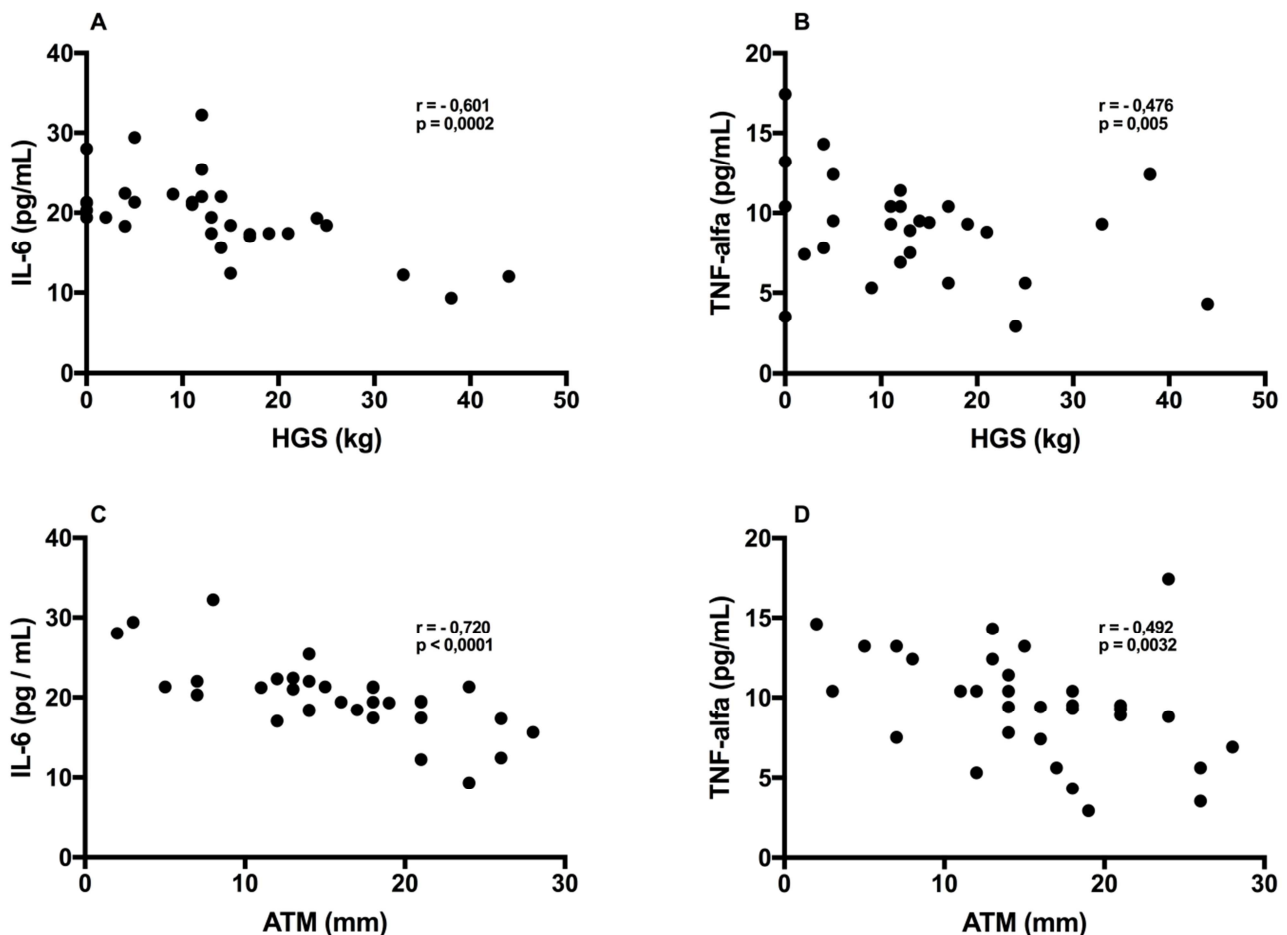 A
40
30
20
10
0
IL-6 (pg/mL)
r = - 0,601
p = 0,0002
0 10 20 30 40 50
HGS (kg)
B
20
15
10
5
0
TNF-alfa (pg/mL)
r = - 0,476
p = 0,005
0 10 20 30 40 50
HGS (kg)
C
40
30
20
10
0
IL-6 (pg / mL)
r = - 0,720
p < 0,0001
0 10 20 30
ATM (mm)
D
20
15
10
5
0
TNF-alfa (pg/mL)
r = - 0,492
p = 0,0032
0 10 20 30
ATM (mm)